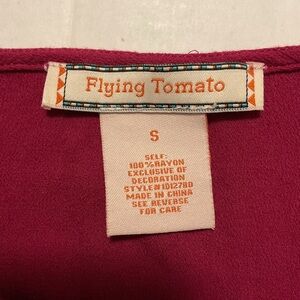 Flying Tomato
S
SELF:
100% RAYON
EXCLUSIVE OF
DECORATION
STYLE#1D1278D
MADE IN CHINA
SEE REVERSE
FOR CARE